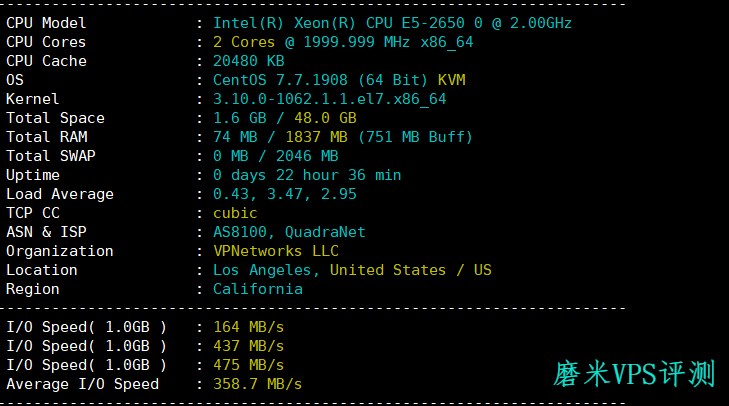 ----------------------------------------------------------------------
CPU Model : Intel(R) Xeon(R) CPU E5-2650 0 @ 2.00GHz
CPU Cores : 2 Cores @ 1999.999 MHz x86_64
CPU Cache : 20480 KB
OS : CentOS 7.7.1908 (64 Bit) KVM
Kernel : 3.10.0-1062.1.1.el7.x86_64
Total Space : 1.6 GB / 48.0 GB
Total RAM : 74 MB / 1837 MB (751 MB Buff)
Total SWAP : 0 MB / 2046 MB
Uptime : 0 days 22 hour 36 min
Load Average : 0.43, 3.47, 2.95
TCP CC : cubic
ASN & ISP : AS8100, QuadraNet
Organization : VPNetworks LLC
Location : Los Angeles, United States / US
Region : California
----------------------------------------------------------------------
I/O Speed( 1.0GB ) : 164 MB/s
I/O Speed( 1.0GB ) : 437 MB/s
I/O Speed( 1.0GB ) : 475 MB/s
Average I/O Speed : 358.7 MB/s
----------------------------------------------------------------------
磨米VPS评测